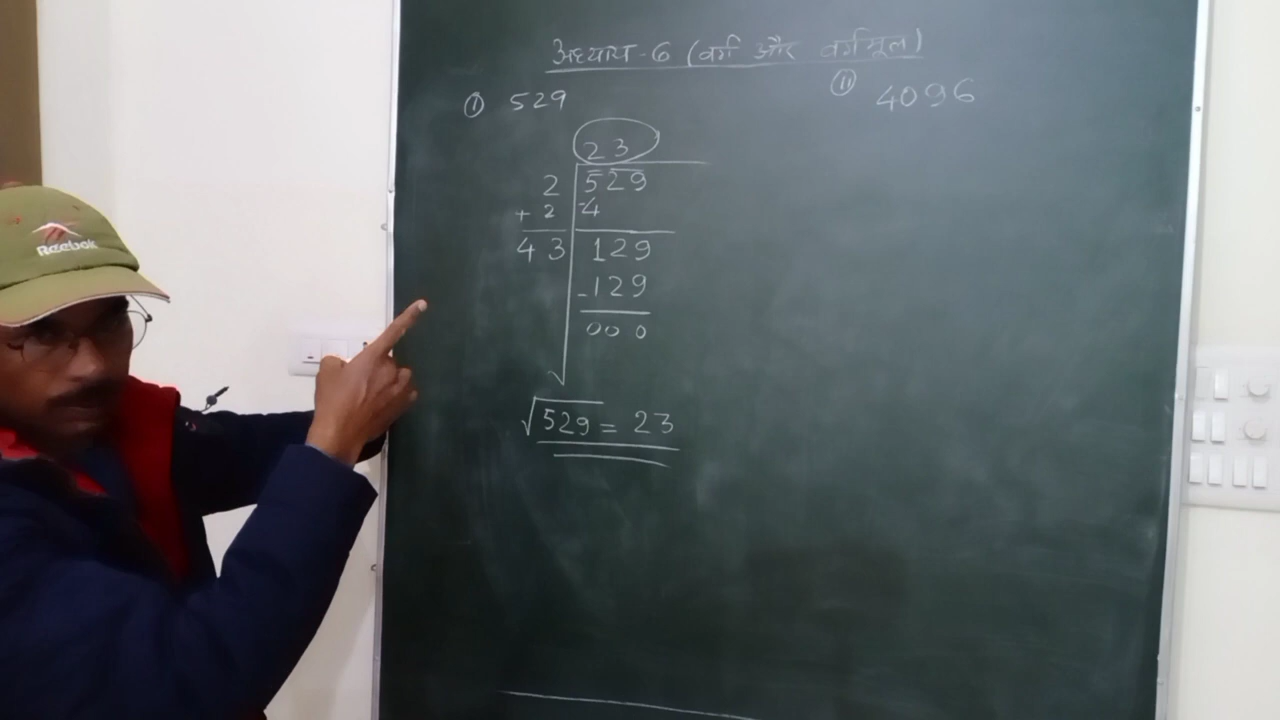 अध्याय-6 (वर्ग और वर्गमूल)
① 529
23
2 529
+ 2 -4
43 129
-129
000
√529 = 23
⑪ 4096
Reebok